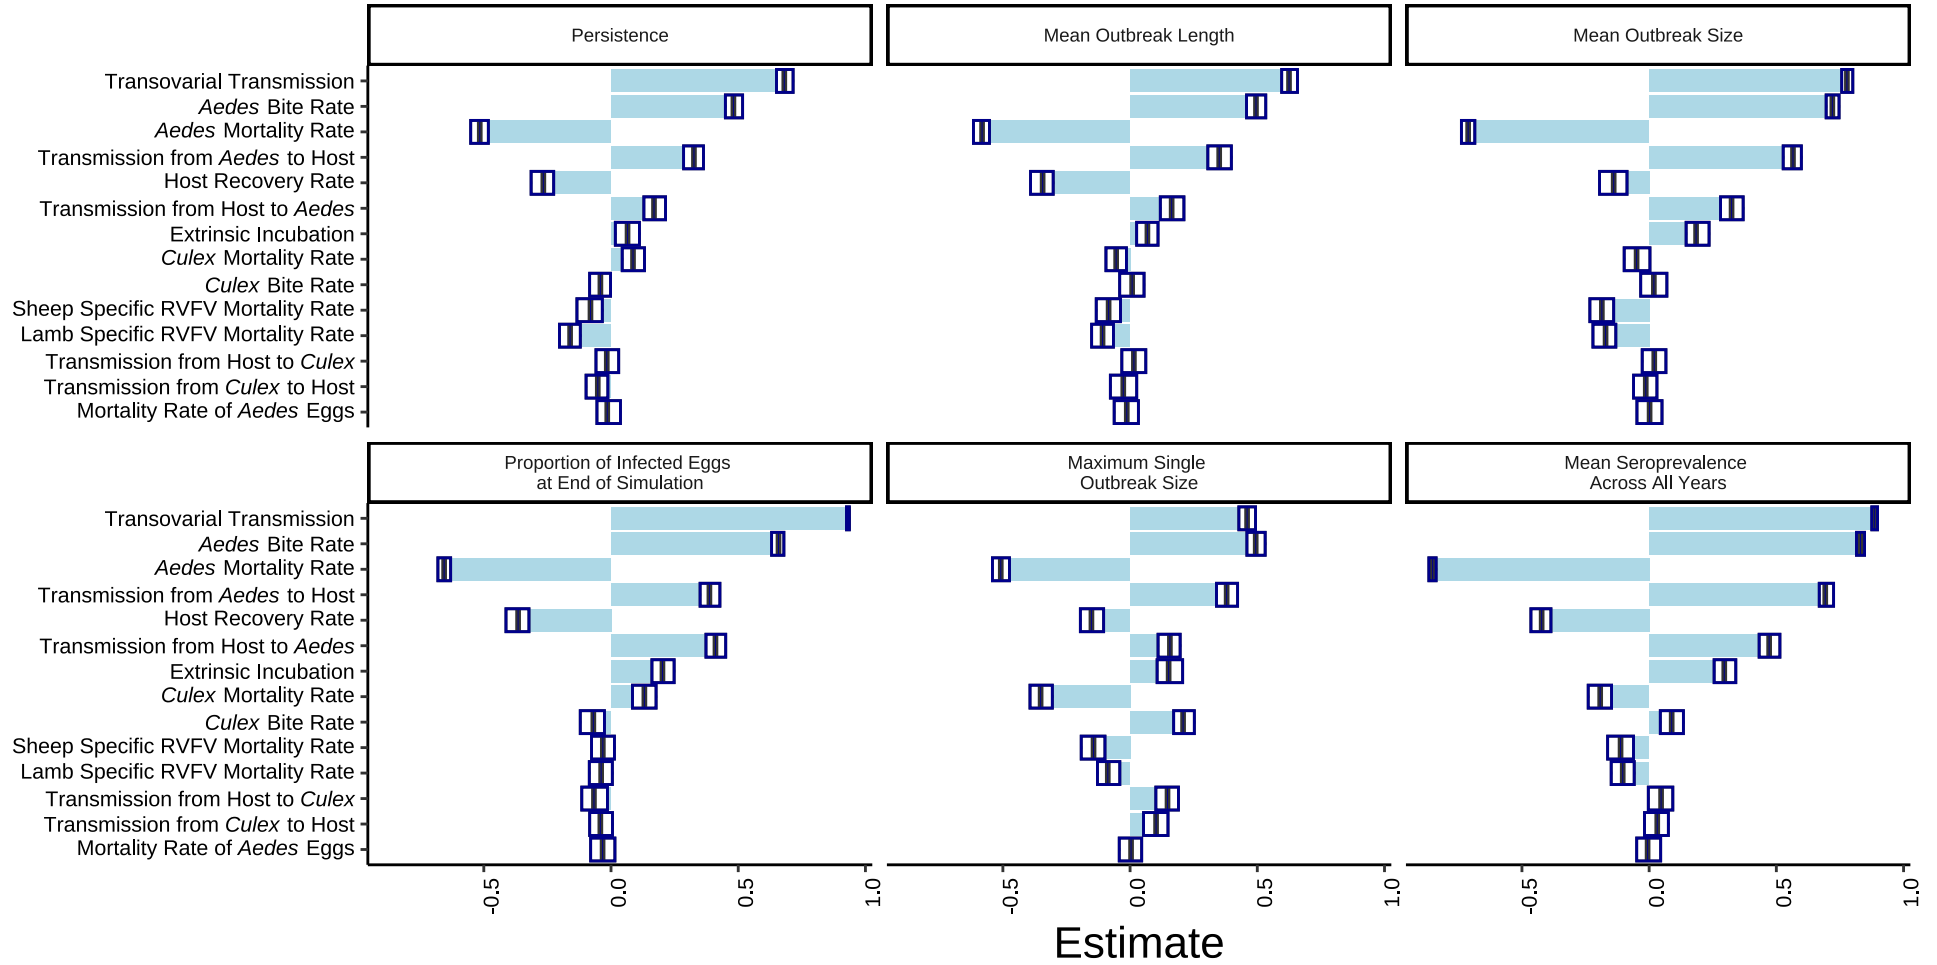 Persistence
Mean Outbreak Length
Mean Outbreak Size
Transovarial Transmission
Aedes Bite Rate
Aedes Mortality Rate
Transmission from Aedes to Host
Host Recovery Rate
Transmission from Host to Aedes
Extrinsic Incubation
Culex Mortality Rate
Culex Bite Rate
Sheep Specific RVFV Mortality Rate
Lamb Specific RVFV Mortality Rate
Transmission from Host to Culex
Transmission from Culex to Host
Mortality Rate of Aedes Eggs
Proportion of Infected Eggs
at End of Simulation
Maximum Single
Outbreak Size
Mean Seroprevalence
Across All Years
Transovarial Transmission
Aedes Bite Rate
Aedes Mortality Rate
Transmission from Aedes to Host
Host Recovery Rate
Transmission from Host to Aedes
Extrinsic Incubation
Culex Mortality Rate
Culex Bite Rate
Sheep Specific RVFV Mortality Rate
Lamb Specific RVFV Mortality Rate
Transmission from Host to Culex
Transmission from Culex to Host
Mortality Rate of Aedes Eggs
-0.5 0.0 0.5 1.0
-0.5 0.0 0.5 1.0
-0.5 0.0 0.5 1.0
Estimate